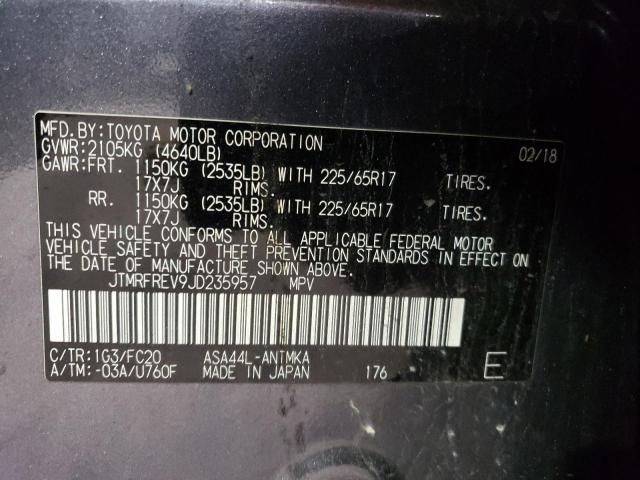 MFD.BY:TOYOTA MOTOR CORPORATION 02/18
GVWR:2105KG (4640LB)
GAWR:FRT. 1150KG (2535LB) WITH 225/65R17 TIRES.
17X7J RIMS.
RR. 1150KG (2535LB) WITH 225/65R17 TIRES.
17X7J RIMS.
THIS VEHICLE CONFORMS TO ALL APPLICABLE FEDERAL MOTOR
VEHICLE SAFETY AND THEFT PREVENTION STANDARDS IN EFFECT ON
THE DATE OF MANUFACTURE SHOWN ABOVE.
JTMRFREV9JD235957 MPV
C/TR:1G3/FC20 ASA44L-ANTMKA
A/TM:-03A/U760F MADE IN JAPAN 176 E